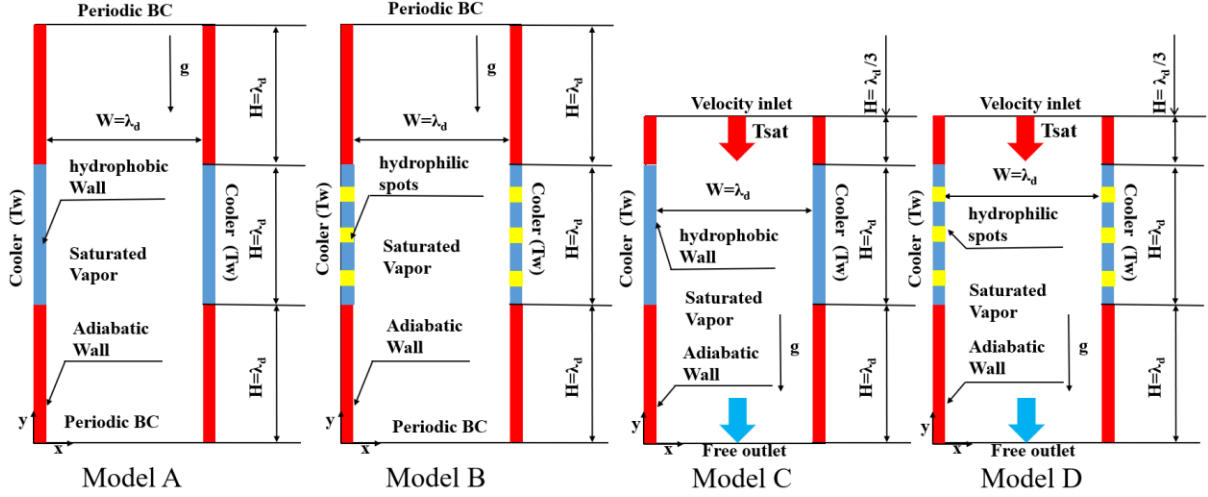 Periodic BC
g
W=λd
H=λd
hydrophobic
Wall
Cooler (Tw)
Cooler (Tw)
H=λd
Saturated
Vapor
Adiabatic
Wall
H=λd
y
x
Periodic BC
Model A
Periodic BC
g
W=λd
H=λd
hydrophilic
spots
Cooler (Tw)
Cooler (Tw)
H=λd
Saturated
Vapor
Adiabatic
Wall
H=λd
y
x
Periodic BC
Model B
Velocity inlet
H=λd/3
Tsat
W=λd
Cooler (Tw)
Cooler (Tw)
H=λd
hydrophobic
Wall
Saturated
Vapor
g
Adiabatic
Wall
H=λd
y
x
Free outlet
Model C
Velocity inlet
H= λd/3
Tsat
W=λd
Cooler (Tw)
Cooler (Tw)
H=λd
hydrophilic
spots
Saturated
Vapor
g
Adiabatic
Wall
H=λd
y
x
Free outlet
Model D